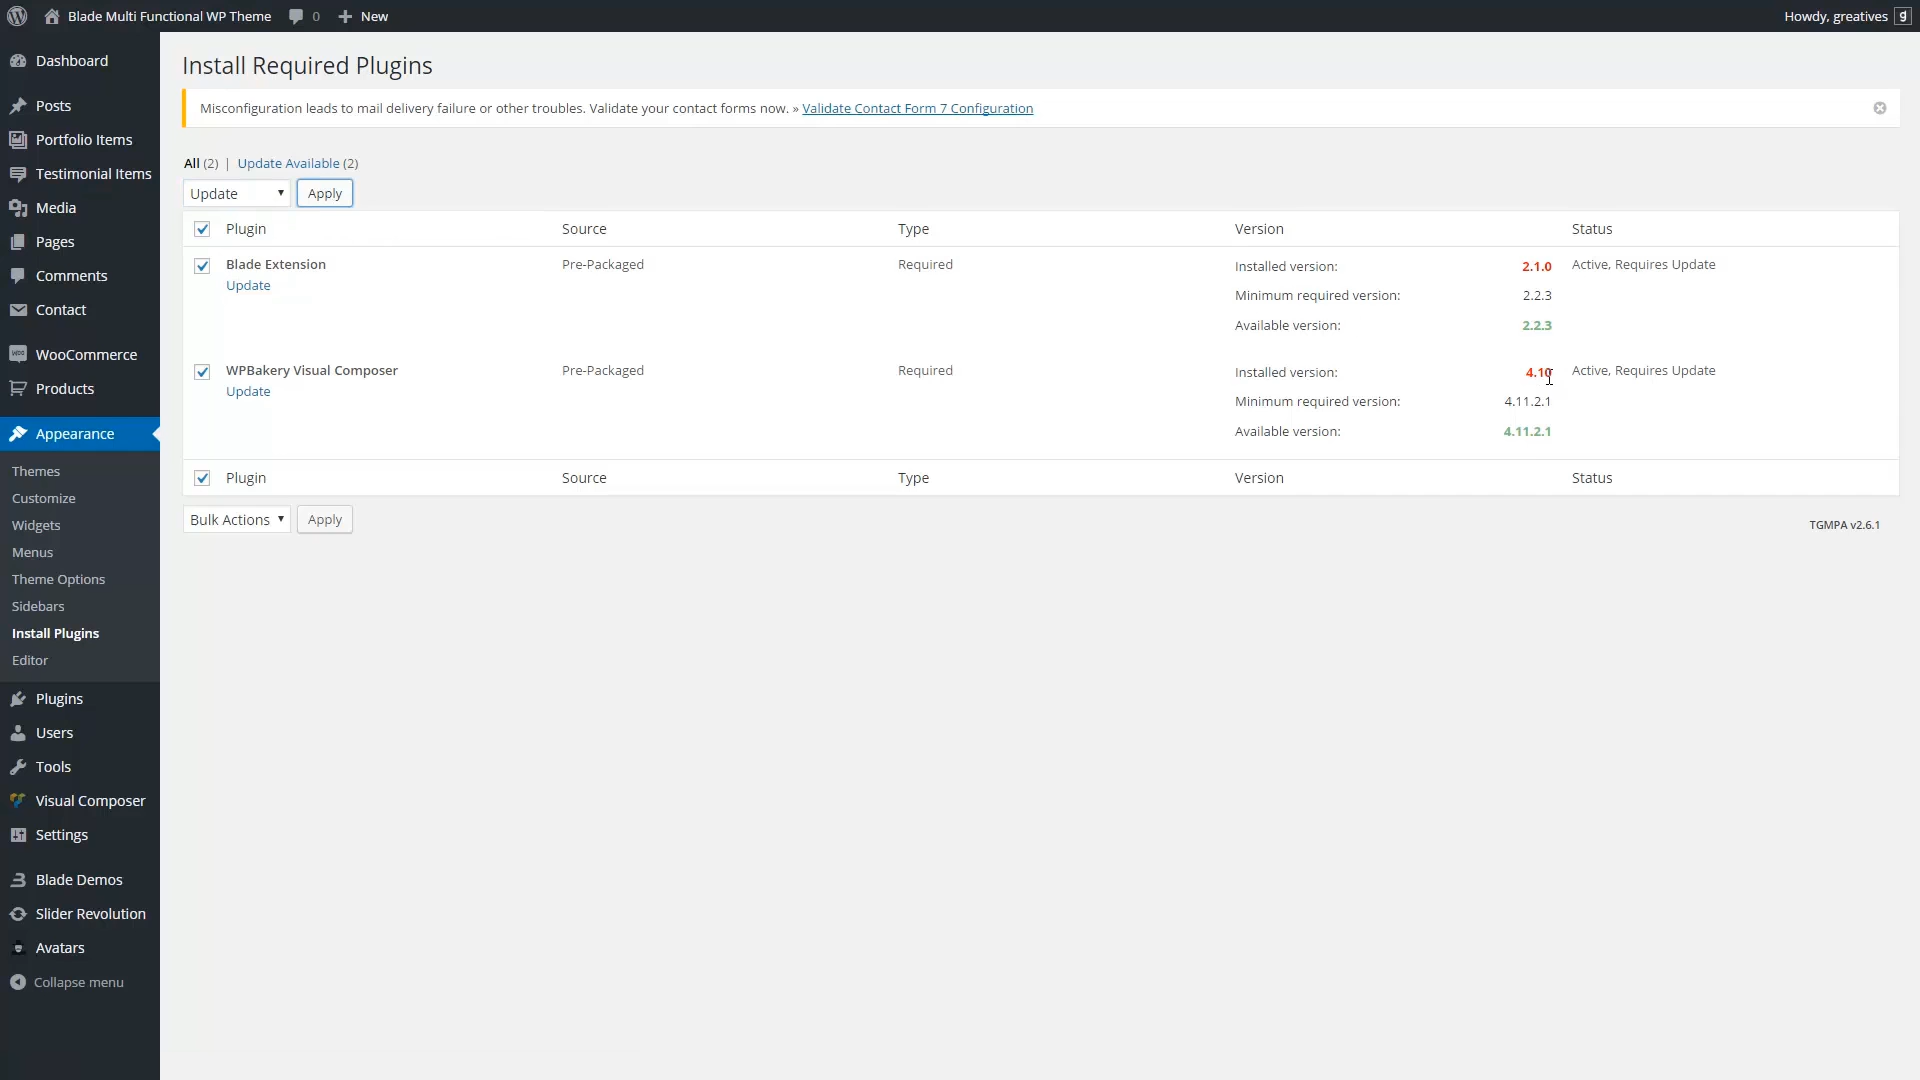 Blade Multi Functional WP Theme 0 New Howdy, greatives g
Dashboard
Posts
Portfolio Items
Testimonial Items
Media
Pages
Comments
Contact
WooCommerce
Products
Appearance
Themes
Customize
Widgets
Menus
Theme Options
Sidebars
Install Plugins
Editor
Plugins
Users
Tools
Visual Composer
Settings
Blade Demos
Slider Revolution
Avatars
Collapse menu
Install Required Plugins
Misconfiguration leads to mail delivery failure or other troubles. Validate your contact forms now. » Validate Contact Form 7 Configuration
All (2) | Update Available (2)
Update Apply
Plugin Source Type Version Status
Blade Extension Pre-Packaged Required Installed version: 2.1.0 Active, Requires Update
Update
Minimum required version: 2.2.3
Available version: 2.2.3
WPBakery Visual Composer Pre-Packaged Required Installed version: 4.10 Active, Requires Update
Update
Minimum required version: 4.11.2.1
Available version: 4.11.2.1
Plugin Source Type Version Status
Bulk Actions Apply
TGMPA v2.6.1